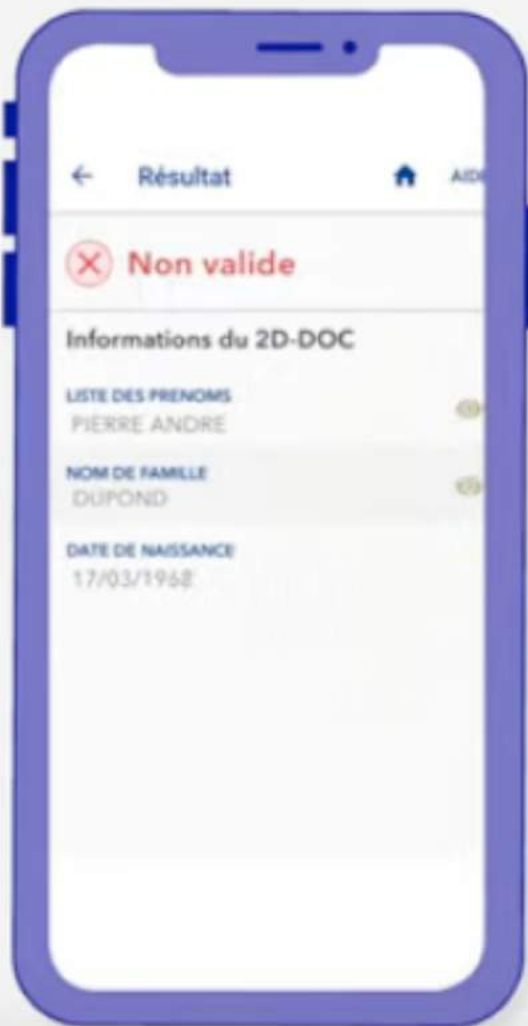 Résultat
Non valide
Informations du 2D-DOC
LISTE DES PRENOMS
PIERRE ANDRE
NOM DE FAMILLE
DUPOND
DATE DE NAISSANCE
17/03/1968